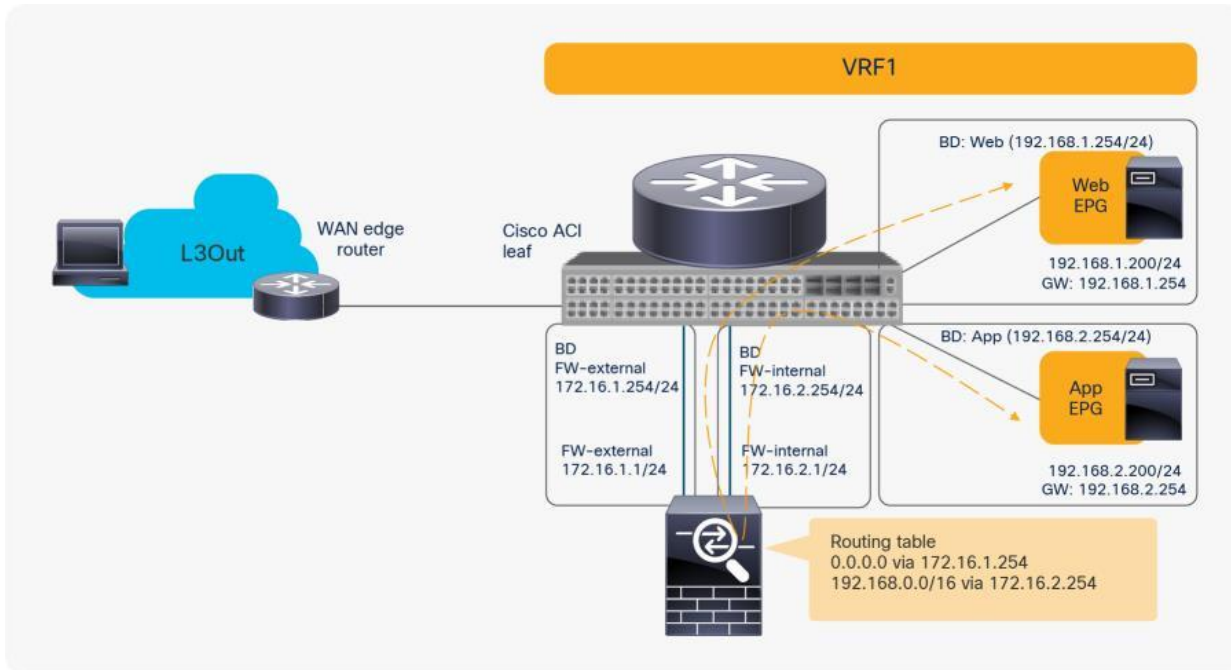 VRF1
BD: Web (192.168.1.254/24)
Web
EPG
192.168.1.200/24
GW: 192.168.1.254
L3Out
WAN edge
router
Cisco ACI
leaf
BD
FW-external
172.16.1.254/24
FW-external
172.16.1.1/24
BD
FW-internal
172.16.2.254/24
FW-internal
172.16.2.1/24
BD: App (192.168.2.254/24)
App
EPG
192.168.2.200/24
GW: 192.168.2.254
Routing table
0.0.0.0 via 172.16.1.254
192.168.0.0/16 via 172.16.2.254